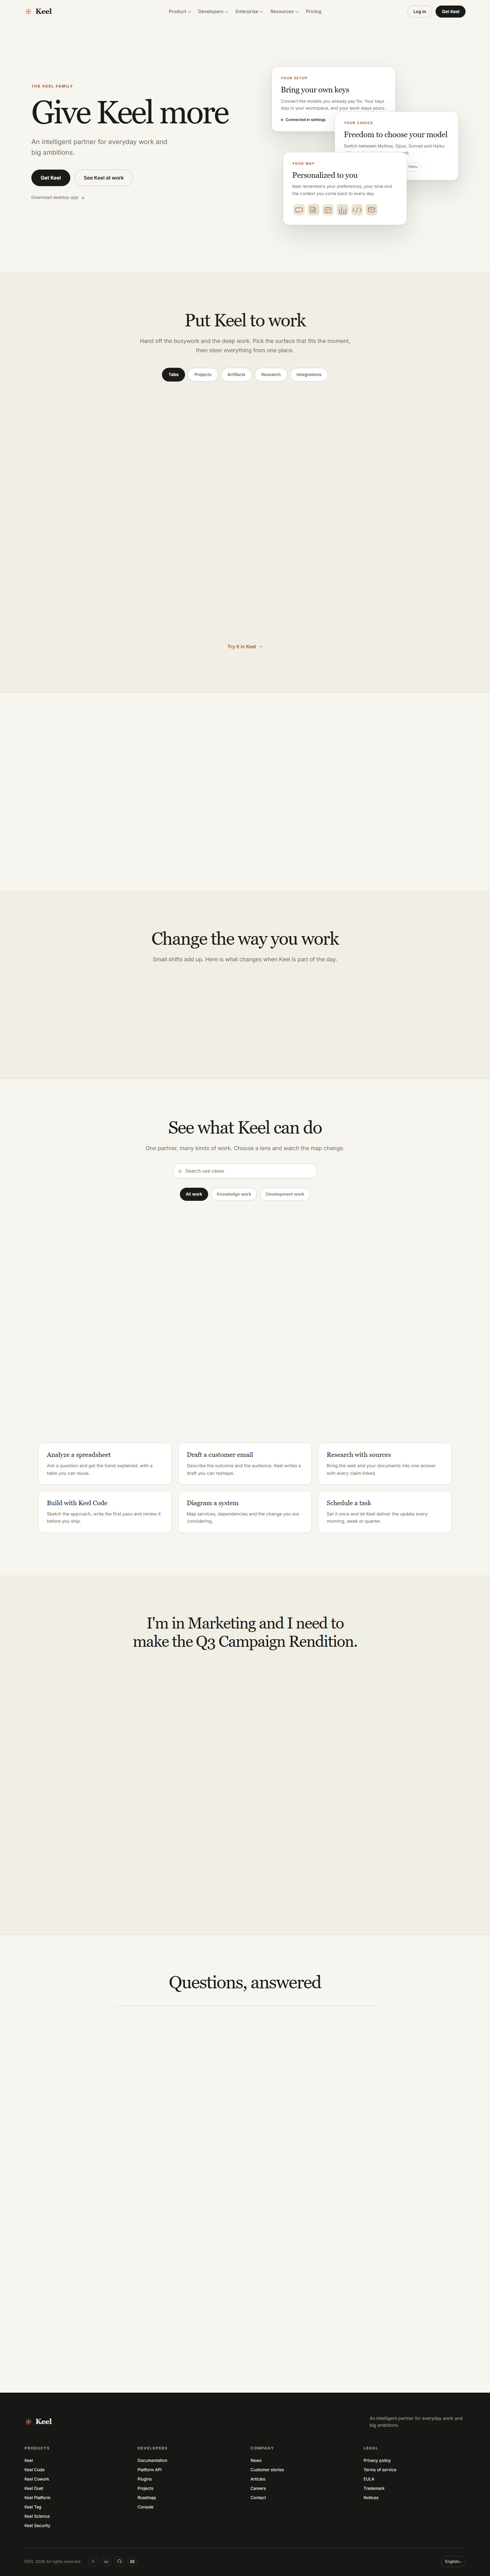 Keel
Product
Developers
Enterprise
Resources
Pricing
Log in
Get Keel
THE KEEL FAMILY
Give Keel more
An intelligent partner for everyday work and
big ambitions.
Get Keel
See Keel at work
Download desktop app
YOUR SETUP
Bring your own keys
Connect the models you already pay for. Your keys
stay in your workspace, and your work stays yours.
Connected in settings
YOUR CHOICE
Freedom to choose your model
Switch between Mythos, Opus, Sonnet and Haiku
Haiku
YOUR WAY
Personalized to you
Keel remembers your preferences, your tone and
the context you come back to every day.
Put Keel to work
Hand off the busywork and the deep work. Pick the surface that fits the moment,
then steer everything from one place.
Tabs
Projects
Artifacts
Research
Integrations
Try it in Keel →
Change the way you work
Small shifts add up. Here is what changes when Keel is part of the day.
See what Keel can do
One partner, many kinds of work. Choose a lens and watch the map change.
Search use cases
All work
Knowledge work
Development work
Analyze a spreadsheet
Ask a question and get the trend explained, with a
table you can reuse.
Draft a customer email
Describe the outcome and the audience. Keel writes a
draft you can reshape.
Research with sources
Bring the web and your documents into one answer
with every claim linked.
Build with Keel Code
Sketch the approach, write the first pass and review it
before you ship.
Diagram a system
Map services, dependencies and the change you are
considering.
Schedule a task
Set it once and let Keel deliver the update every
morning, week or quarter.
I'm in Marketing and I need to
make the Q3 Campaign Rendition.
Questions, answered
Keel
An intelligent partner for everyday work and
big ambitions.
PRODUCTS
Keel
Keel Code
Keel Cowork
Keel Duet
Keel Platform
Keel Tag
Keel Science
Keel Security
DEVELOPERS
Documentation
Platform API
Plugins
Projects
Roadmap
Console
COMPANY
News
Customer stories
Articles
Careers
Contact
LEGAL
Privacy policy
Terms of service
EULA
Trademark
Notices
KEEL 2026 All rights reserved.
English